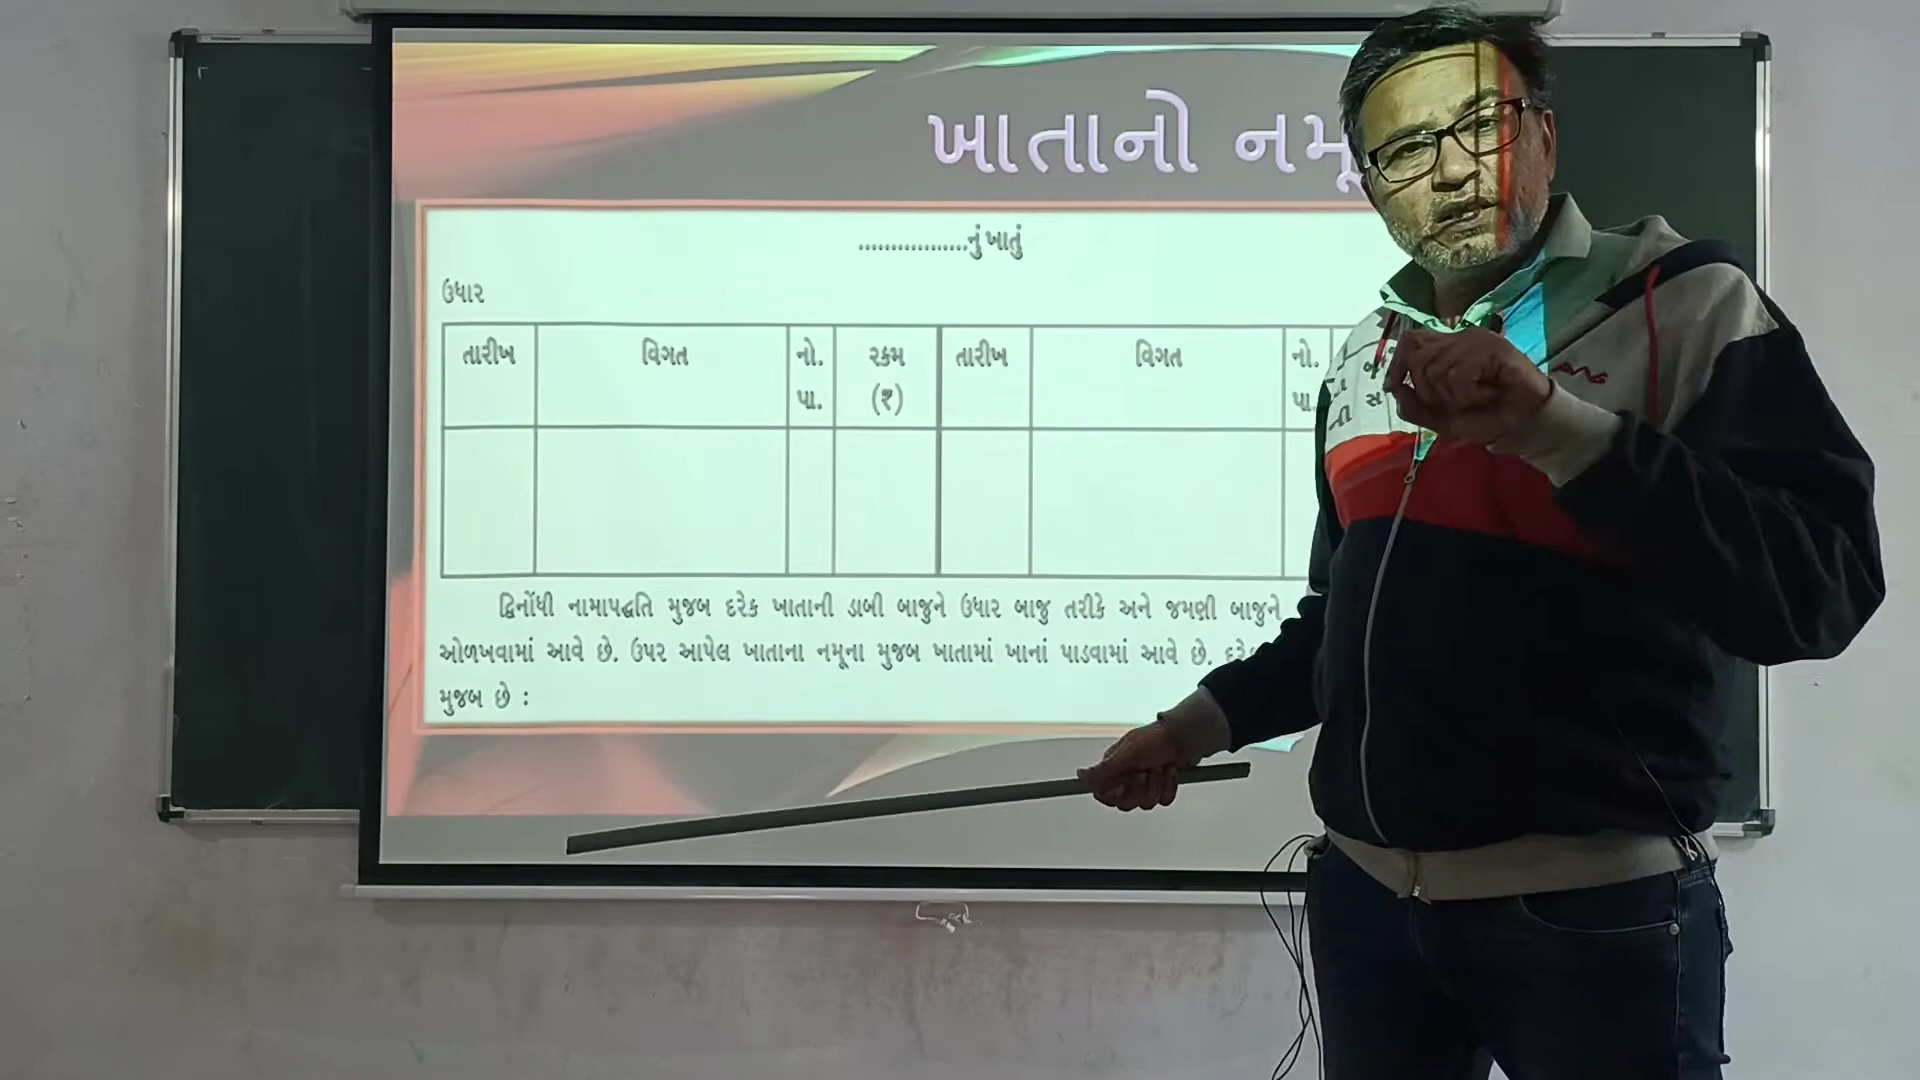 ખાતાનો
.................નું ખાતું
ઉધાર
તારીખ વિગત નો. પા. રકમ (₹) તારીખ વિગત નો. પા.
દ્વિનોંધી નામાપદ્ધતિ મુજબ દરેક ખાતાની ડાબી બાજુને ઉધાર બાજુ તરીકે અને જમણી બાજુને
ઓળખવામાં આવે છે. ઉપર આપેલ ખાતાના નમૂના મુજબ ખાતામાં ખાનાં પાડવામાં આવે છે.
મુજબ છે :